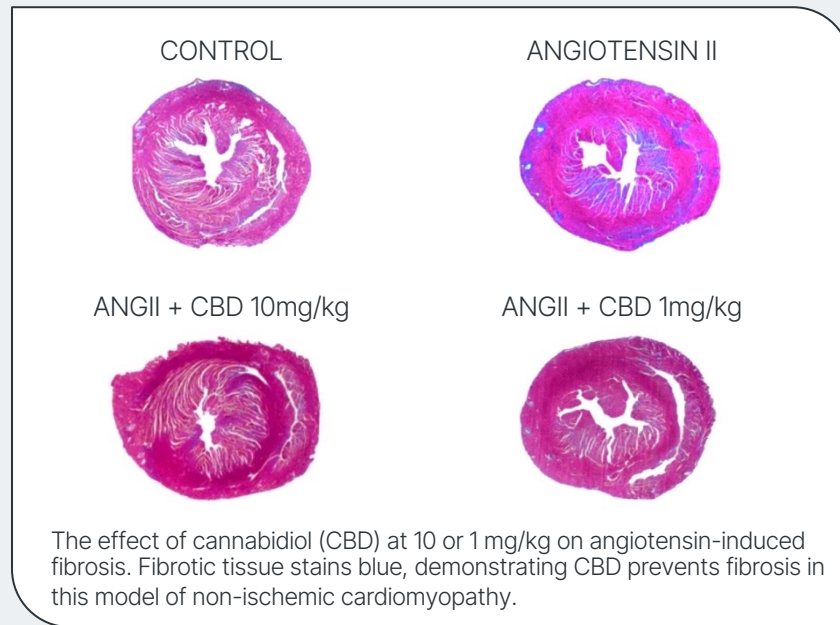 CONTROL
ANGIOTENSIN II
ANGII + CBD 10mg/kg
ANGII + CBD 1mg/kg
The effect of cannabidiol (CBD) at 10 or 1 mg/kg on angiotensin-induced
fibrosis. Fibrotic tissue stains blue, demonstrating CBD prevents fibrosis in
this model of non-ischemic cardiomyopathy.